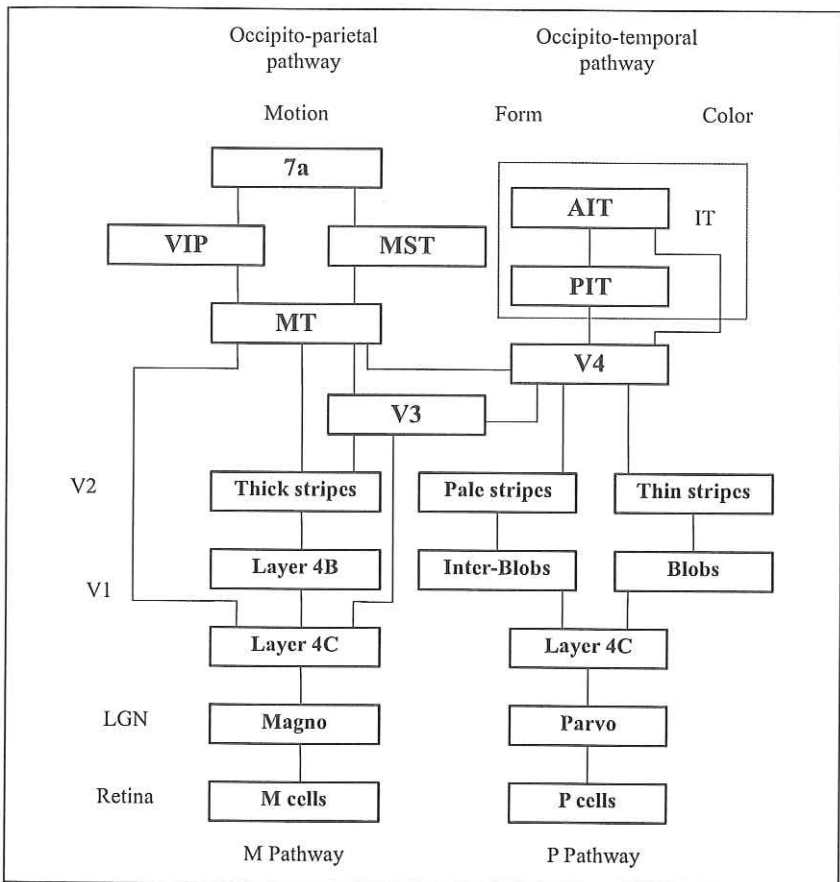 Occipito-parietal
pathway
Occipito-temporal
pathway
Motion
Form
Color
7a
AIT
IT
VIP
MST
PIT
MT
V4
V3
V2
Thick stripes
Pale stripes
Thin stripes
Layer 4B
Inter-Blobs
Blobs
V1
Layer 4C
Layer 4C
LGN
Magno
Parvo
Retina
M cells
P cells
M Pathway
P Pathway